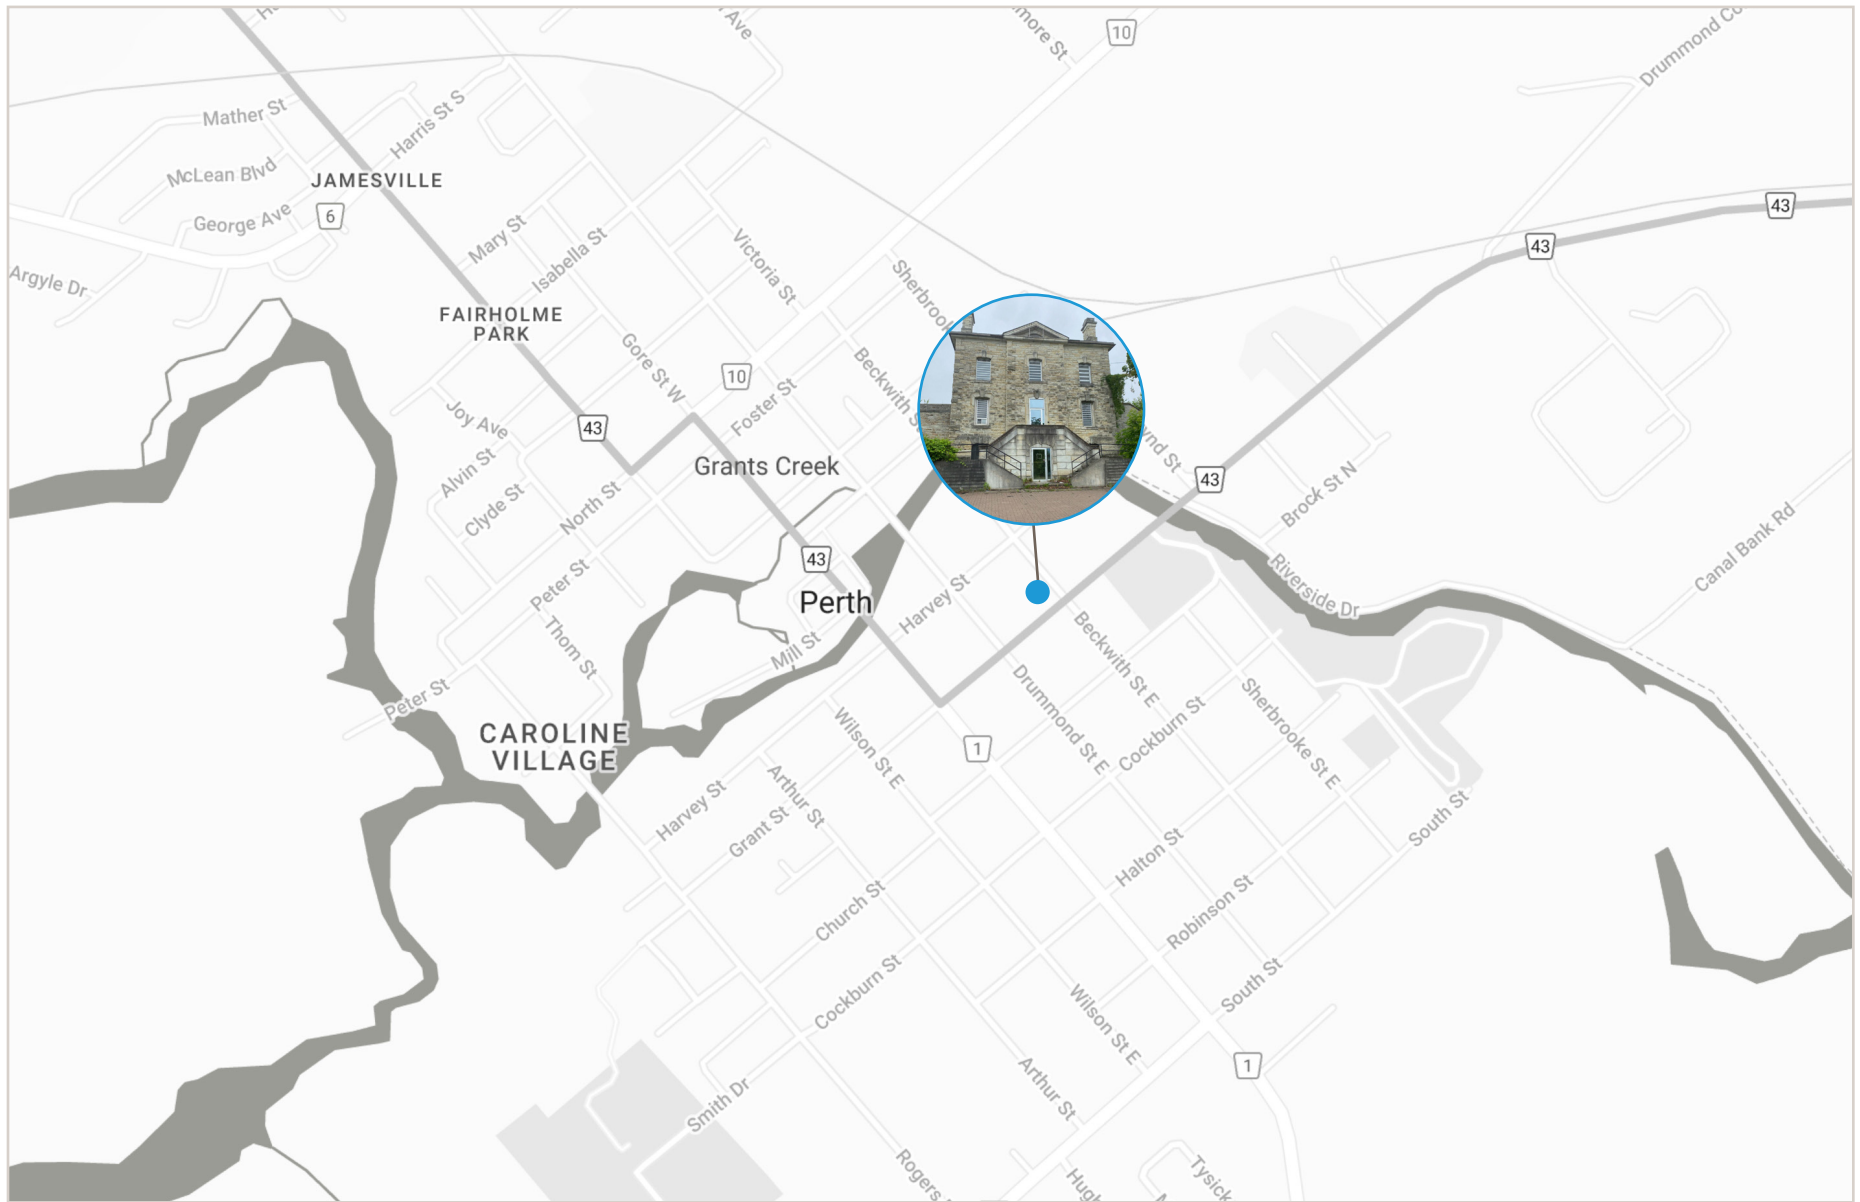 10
Drummond Co
Mather St
Harris St S
McLean Blvd
JAMESVILLE
43
George Ave
6
Mary St
43
Isabella St
Victoria St
Argyle Dr
Sherbrook
FAIRHOLME
PARK
Gore St W
Beckwith S
10
Foster St
Joy Ave
43
Grants Creek
Alvin St
43
Brock St N
Clyde St
North St
Canal Bank Rd
43
Peter St
Harvey St
Riverside Dr
Perth
Thom St
Mill St
Beckwith St E
Peter St
Drummond St E
Sherbrooke St E
CAROLINE
VILLAGE
Wilson St E
1
Cockburn St
Harvey St
Arthur St
Grant St
South St
Halton St
Church St
Robinson St
Cockburn St
South St
Wilson St E
1
Arthur St
Smith Dr
Rogers
Tysick